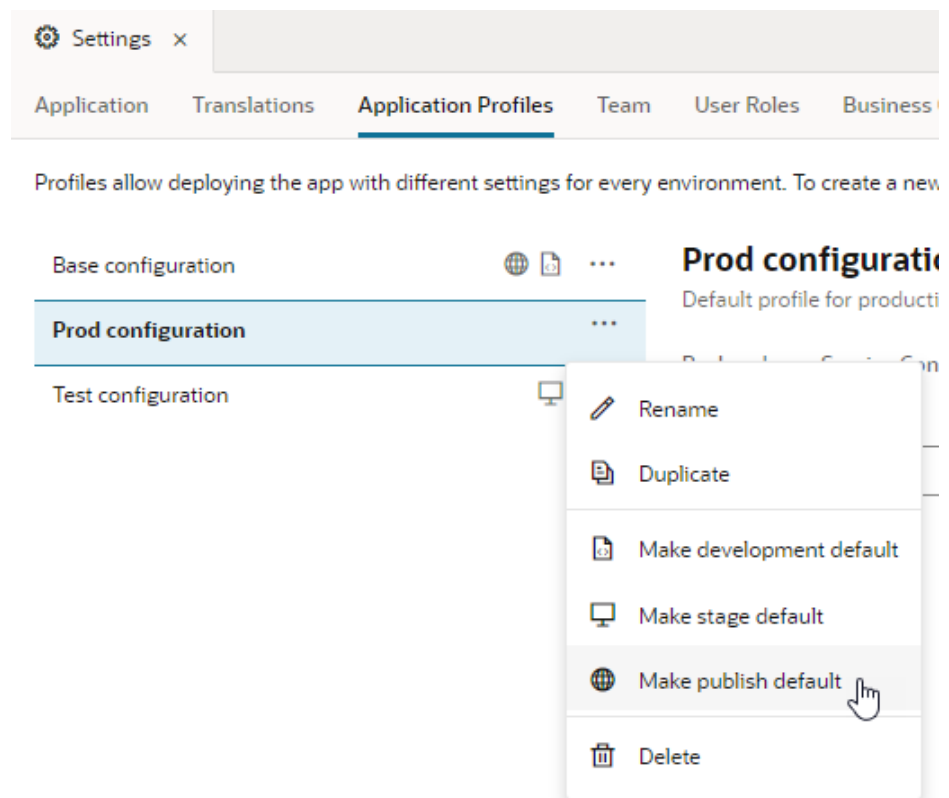 Settings ×
Application Translations Application Profiles Team User Roles Business
Profiles allow deploying the app with different settings for every environment. To create a new
Base configuration
Prod configuration
Test configuration
Prod
Default profile for
Rename
Duplicate
Make development default
Make stage default
Make publish default
Delete